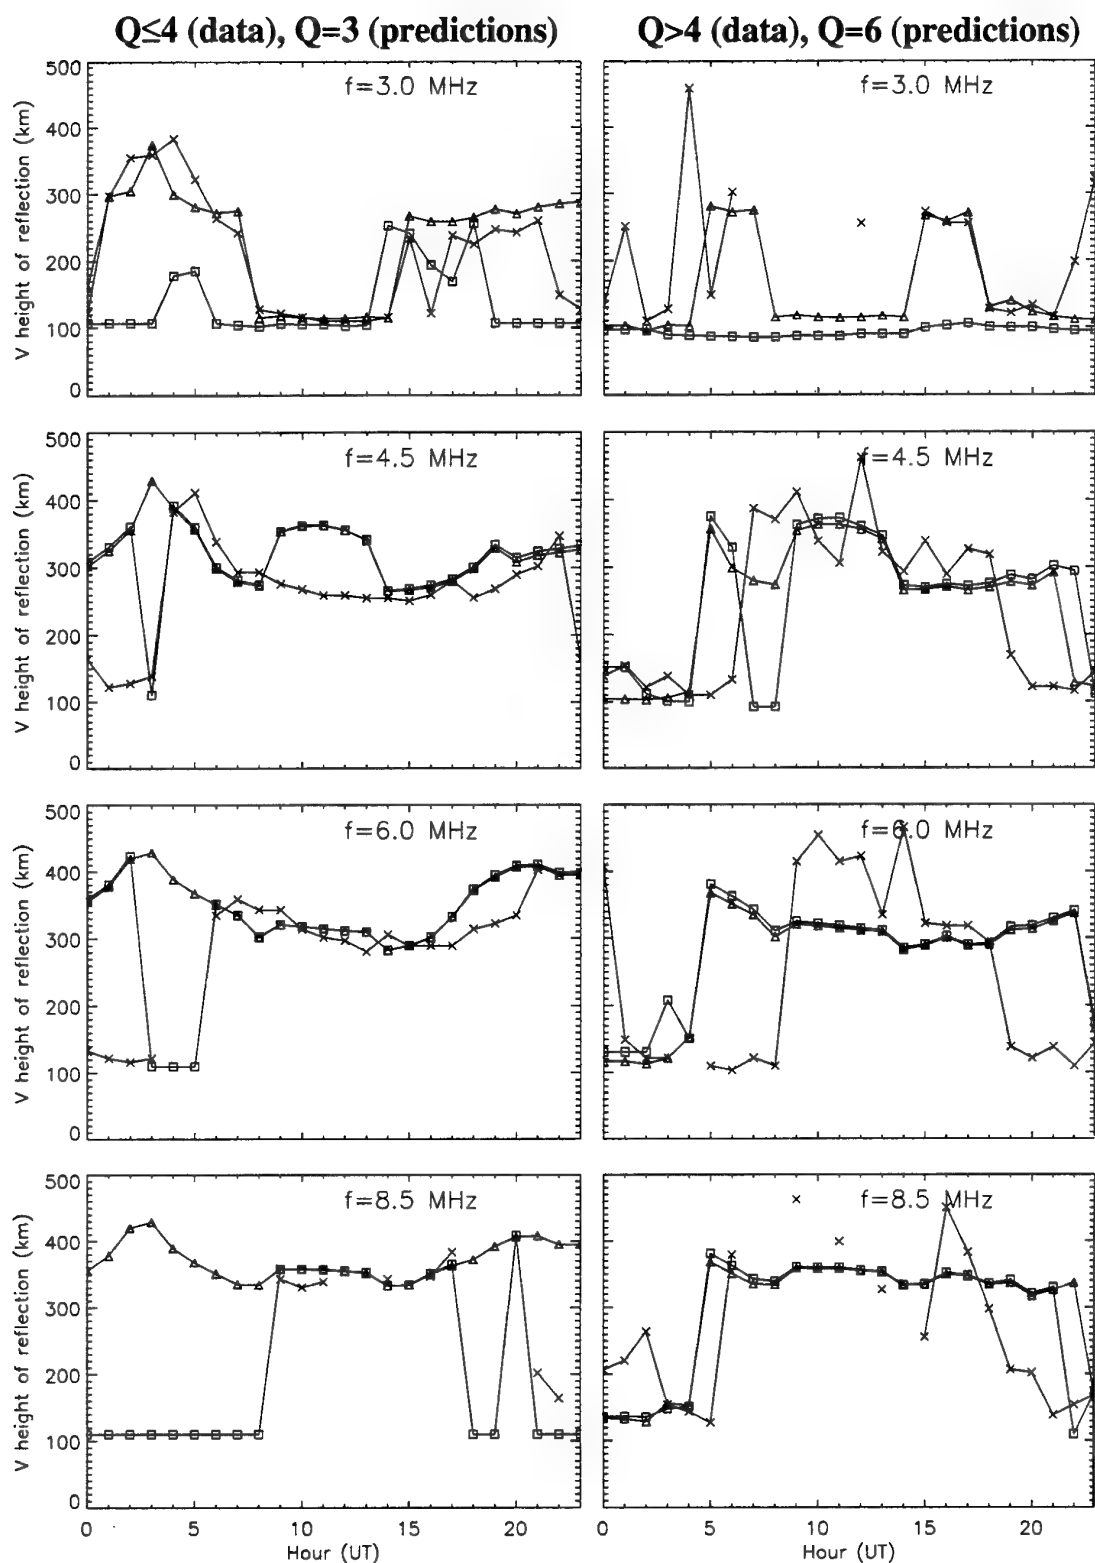 Q≤4 (data), Q=3 (predictions)
Q>4 (data), Q=6 (predictions)
f=3.0 MHz
V height of reflection (km)
500
400
300
200
100
0
f=3.0 MHz
f=4.5 MHz
V height of reflection (km)
500
400
300
200
100
0
f=4.5 MHz
f=6.0 MHz
V height of reflection (km)
500
400
300
200
100
0
f=6.0 MHz
f=8.5 MHz
V height of reflection (km)
500
400
300
200
100
0
0 5 10 15 20
Hour (UT)
f=8.5 MHz
0 5 10 15 20
Hour (UT)